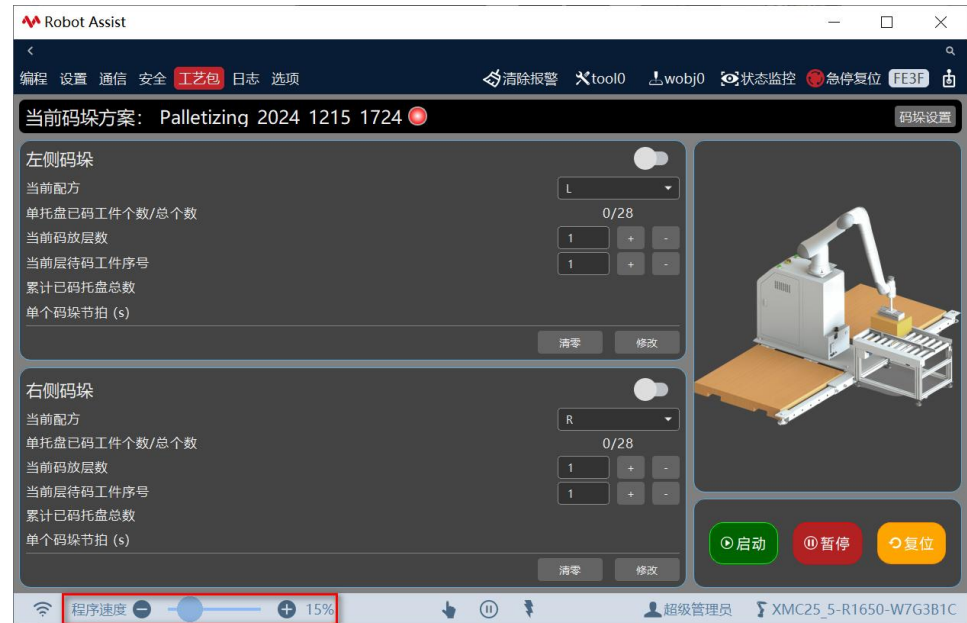 Robot Assist
编程 设置 通信 安全 工艺包 日志 选项 清除报警 tool0 wobj0 状态监控 急停复位 FE3F
当前码垛方案： Palletizing 2024 1215 1724 码垛设置
左侧码垛
当前配方 L
单托盘已码工件个数/总个数 0/28
当前码放层数 1 + -
当前层待码工件序号 1 + -
累计已码托盘总数
单个码垛节拍 (s)
清零 修改
右侧码垛
当前配方 R
单托盘已码工件个数/总个数 0/28
当前码放层数 1 + -
当前层待码工件序号 1 + -
累计已码托盘总数
单个码垛节拍 (s)
清零 修改
启动 暂停 复位
程序速度 15% 超级管理员 XMC25_5-R1650-W7G3B1C